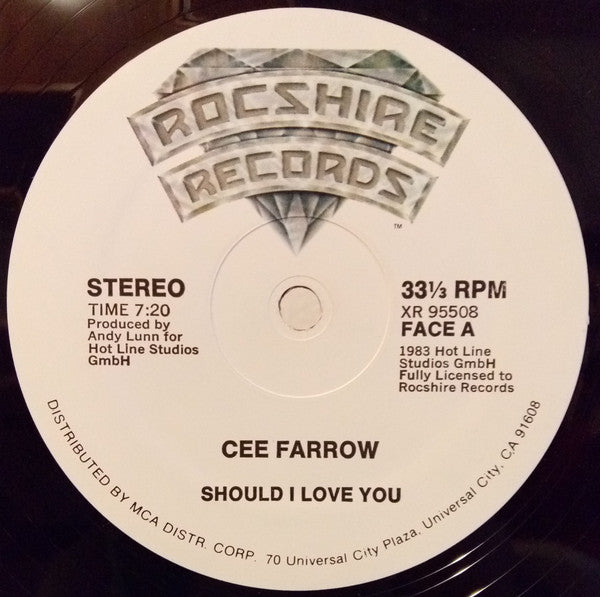 ROCSHIRE
RECORDS
™
STEREO
TIME 7:20
Produced by
Andy Lunn for
Hot Line Studios
GmbH
33⅓ RPM
XR 95508
FACE A
1983 Hot Line
Studios GmbH
Fully Licensed to
Rocshire Records
CEE FARROW
SHOULD I LOVE YOU
DISTRIBUTED BY MCA DISTR. CORP. 70 Universal City Plaza, Universal City, CA 91608